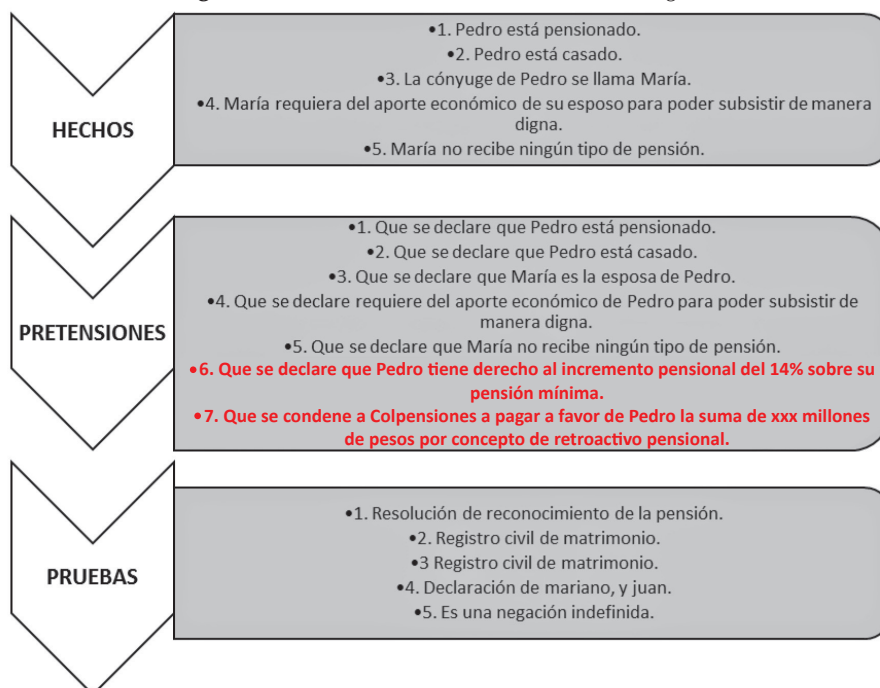 •1. Pedro está pensionado.
•2. Pedro está casado.
•3. La cónyuge de Pedro se llama María.
•4. María requiera del aporte económico de su esposo para poder subsistir de manera
digna.
•5. María no recibe ningún tipo de pensión.
HECHOS
•1. Que se declare que Pedro está pensionado.
•2. Que se declare que Pedro está casado.
•3. Que se declare que María es la esposa de Pedro.
•4. Que se declare requiere del aporte económico de Pedro para poder subsistir de
manera digna.
•5. Que se declare que María no recibe ningún tipo de pensión.
•6. Que se declare que Pedro tiene derecho al incremento pensional del 14% sobre su
pensión mínima.
•7. Que se condene a Colpensiones a pagar a favor de Pedro la suma de xxx millones
de pesos por concepto de retroactivo pensional.
PRETENSIONES
•1. Resolución de reconocimiento de la pensión.
•2. Registro civil de matrimonio.
•3 Registro civil de matrimonio.
•4. Declaración de mariano, y juan.
•5. Es una negación indefinida.
PRUEBAS